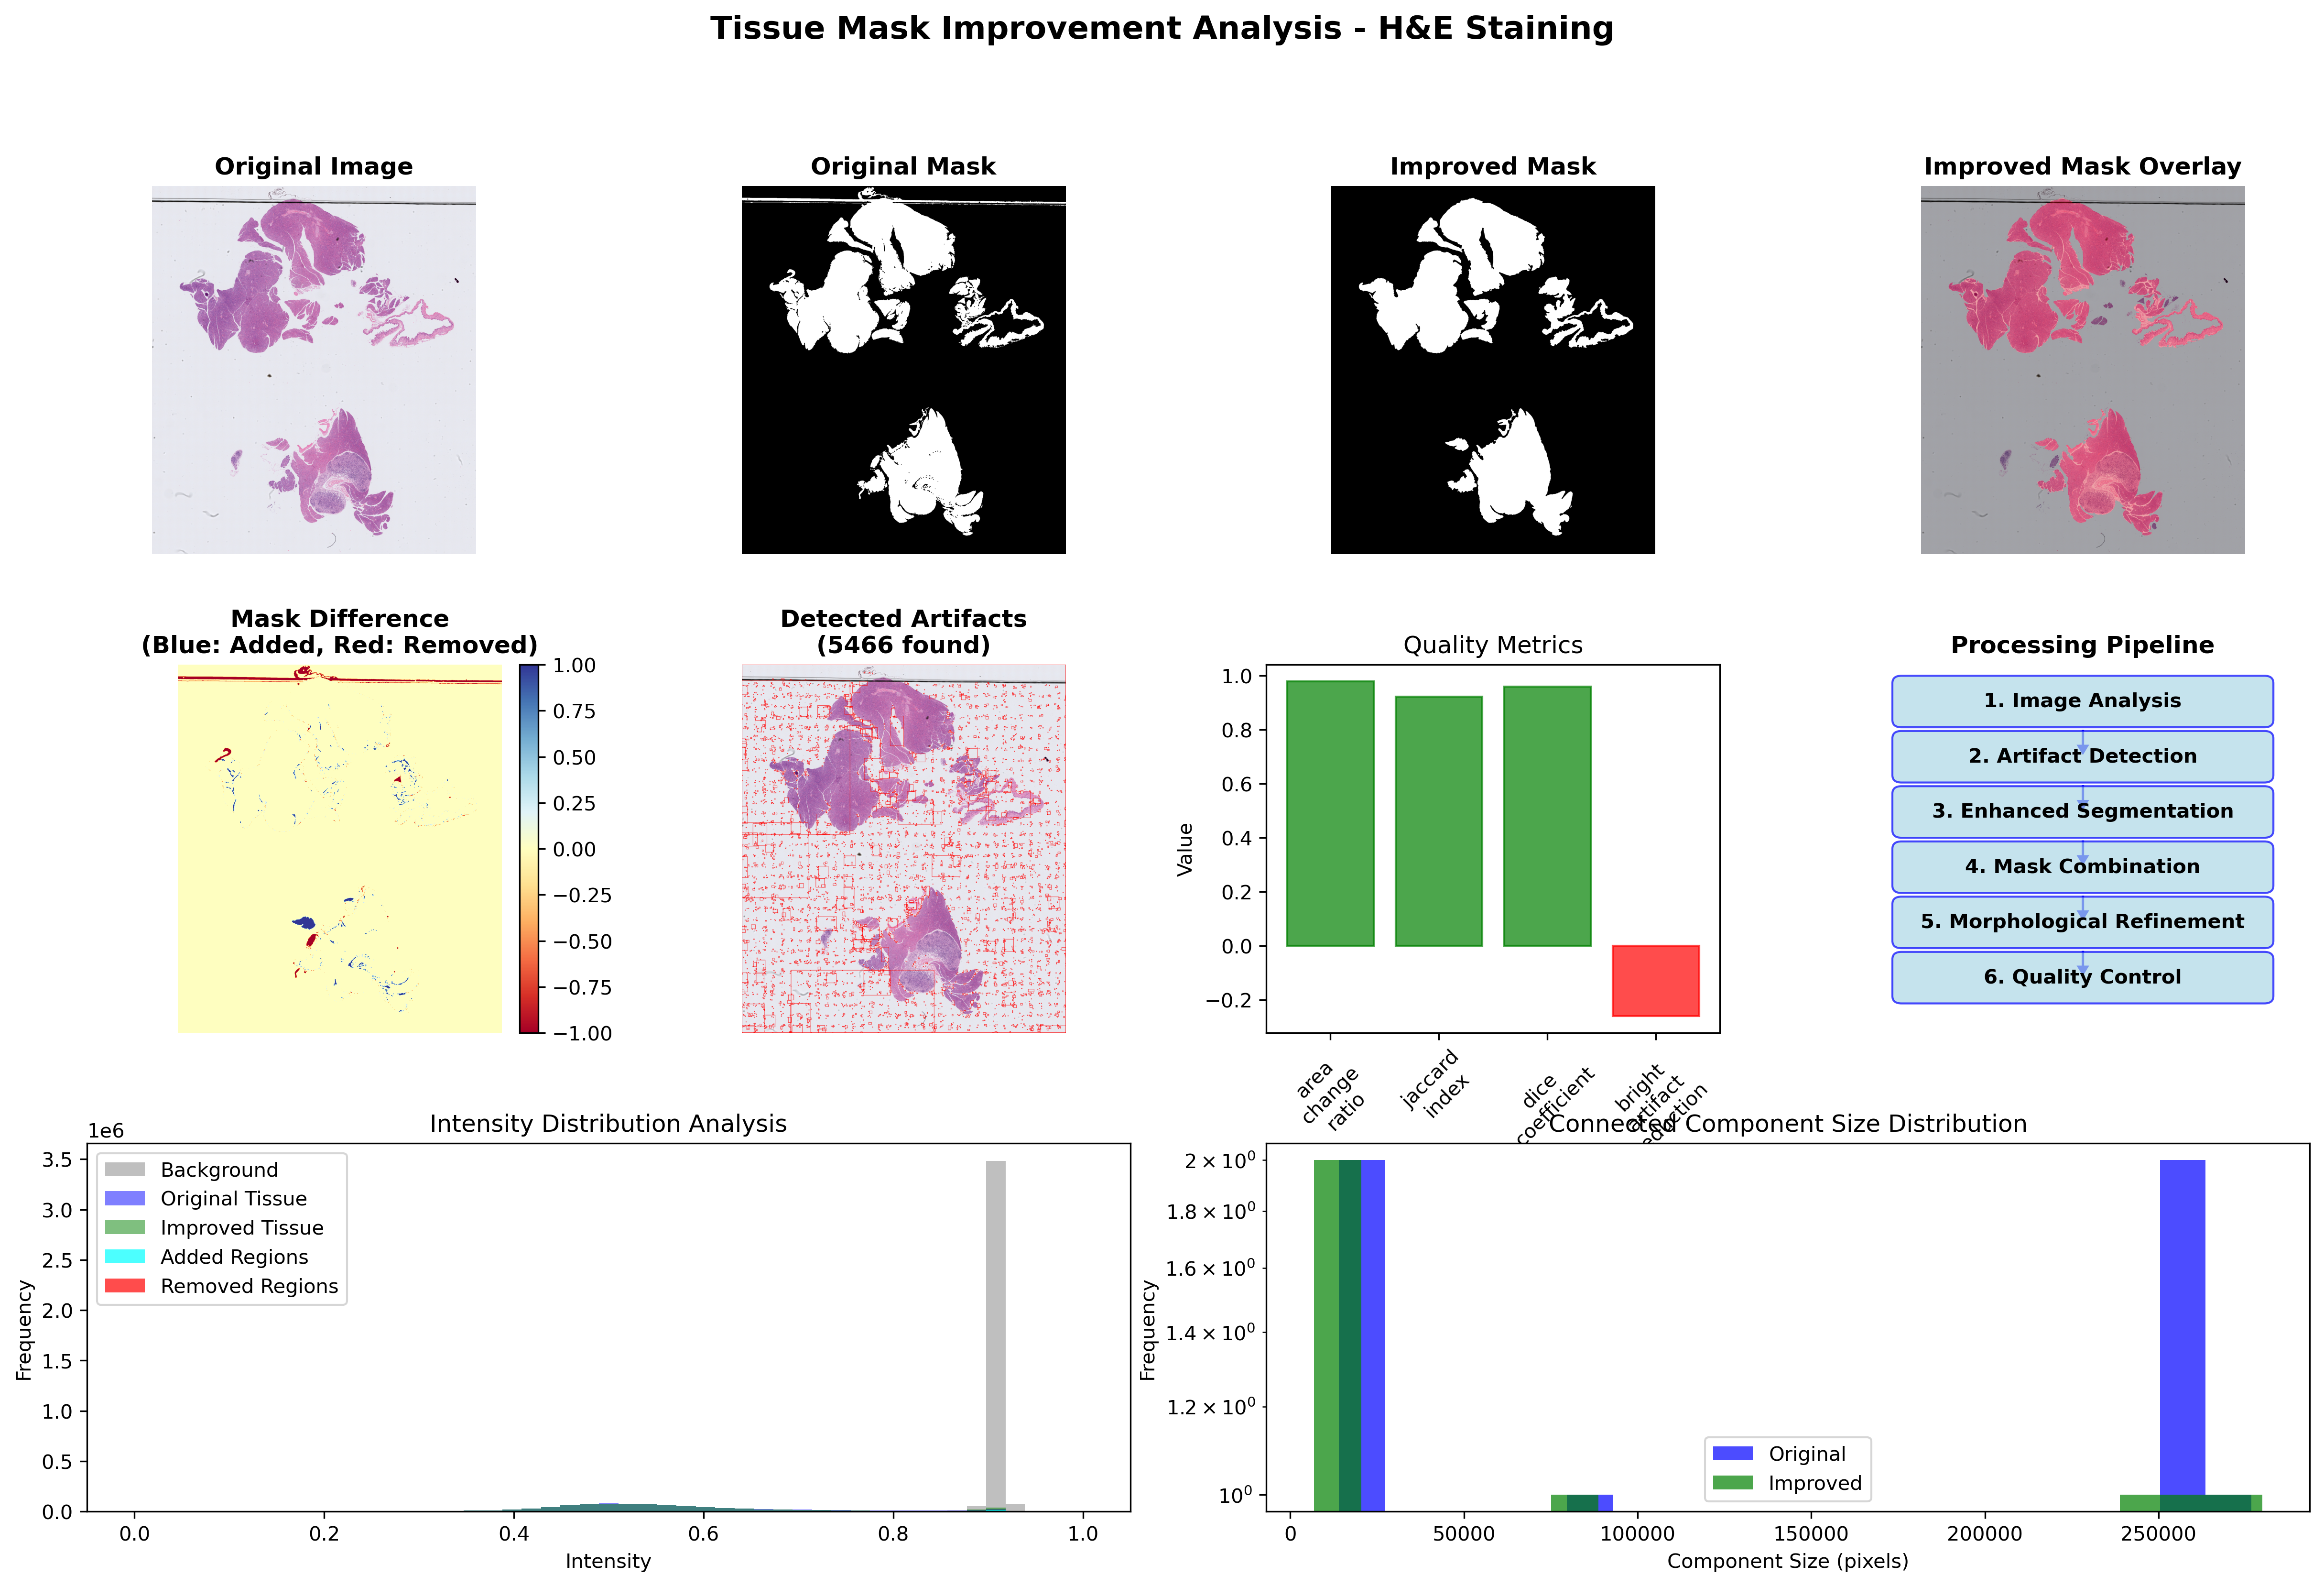 Tissue Mask Improvement Analysis - H&E Staining
Original Image
Original Mask
Improved Mask
Improved Mask Overlay
Mask Difference
(Blue: Added, Red: Removed)
1.00
0.75
0.50
0.25
0.00
−0.25
−0.50
−0.75
−1.00
Detected Artifacts
(5466 found)
Quality Metrics
Value
1.0
0.8
0.6
0.4
0.2
0.0
−0.2
area
change
ratio
jaccard
index
dice
coefficient
bright
artifact
Processing Pipeline
1. Image Analysis
2. Artifact Detection
3. Enhanced Segmentation
4. Mask Combination
5. Morphological Refinement
6. Quality Control
Intensity Distribution Analysis
1e6
Frequency
3.5
3.0
2.5
2.0
1.5
1.0
0.5
0.0
Background
Original Tissue
Improved Tissue
Added Regions
Removed Regions
0.0 0.2 0.4 0.6 0.8 1.0
Intensity
Connected Component Size Distribution
Frequency
2 × 10⁰
1.8 × 10⁰
1.6 × 10⁰
1.4 × 10⁰
1.2 × 10⁰
10⁰
Original
Improved
0 50000 100000 150000 200000 250000
Component Size (pixels)